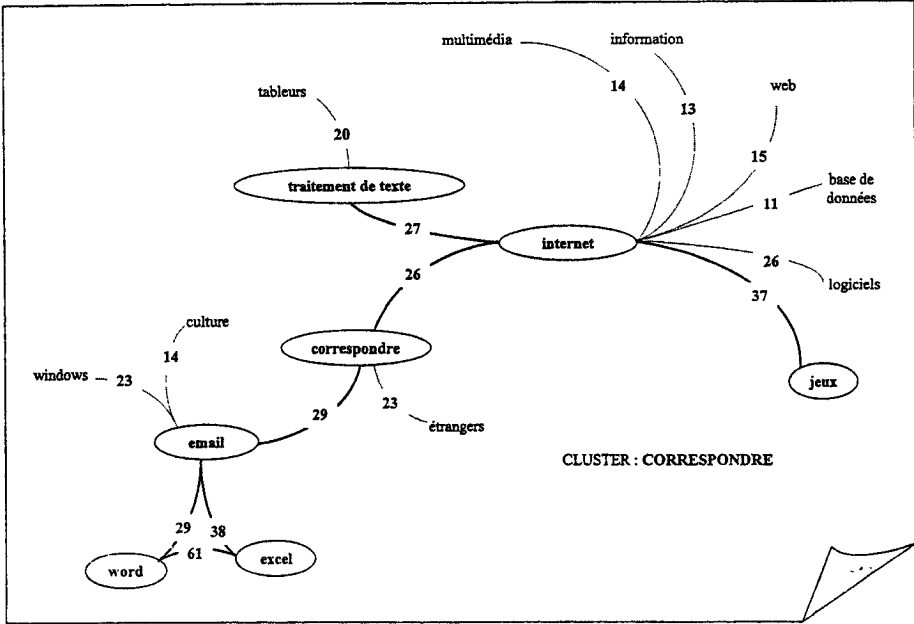 multimédia
information
14
13
tableurs
web
20
15
traitement de texte
base de
données
11
27
internet
26
26
logiciels
37
culture
correspondre
14
windows
23
jeux
23
29
étrangers
email
CLUSTER : CORRESPONDRE
29
38
61
word
excel